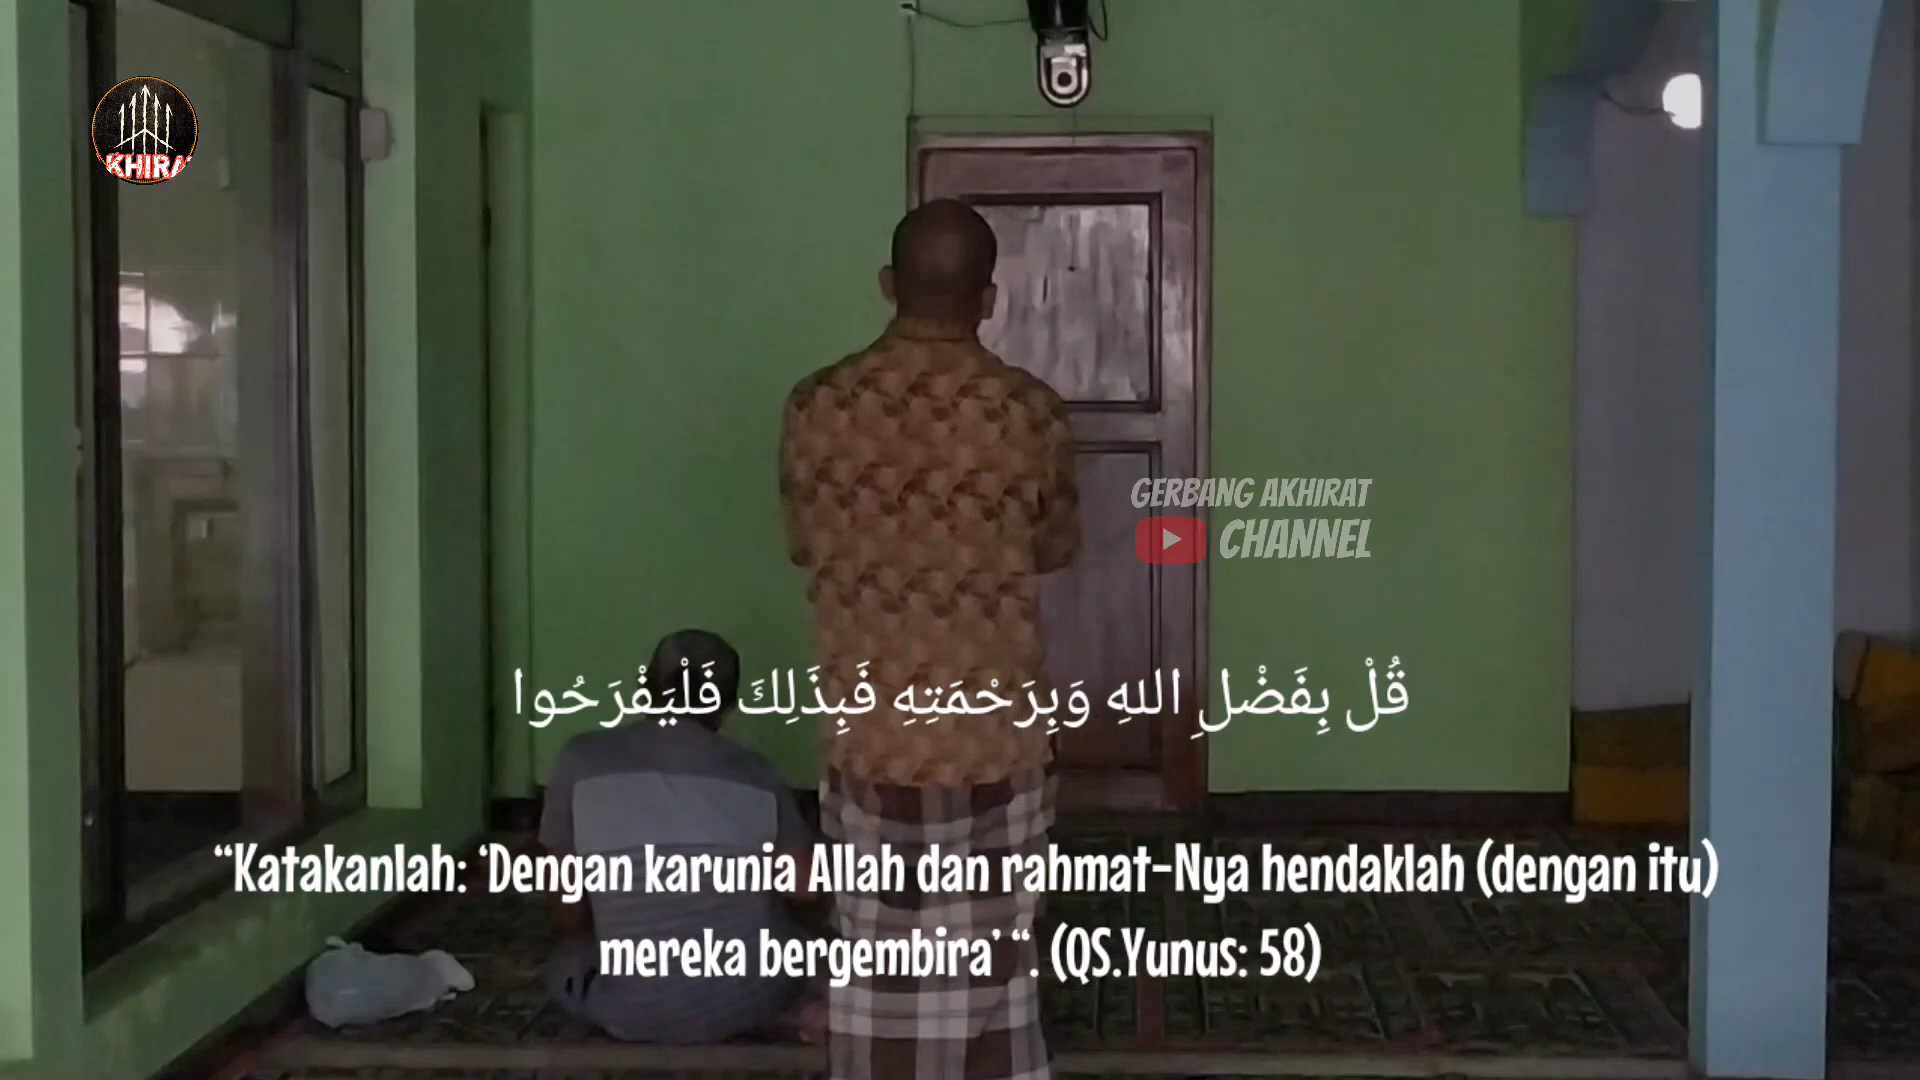 KHIRA
GERBANG AKHIRAT
CHANNEL
قُلْ بِفَضْلِ اللهِ وَبِرَحْمَتِهِ فَبِذَلِكَ فَلْيَفْرَحُوا
“Katakanlah: ‘Dengan karunia Allah dan rahmat-Nya hendaklah (dengan itu)
mereka bergembira’ “. (QS.Yunus: 58)